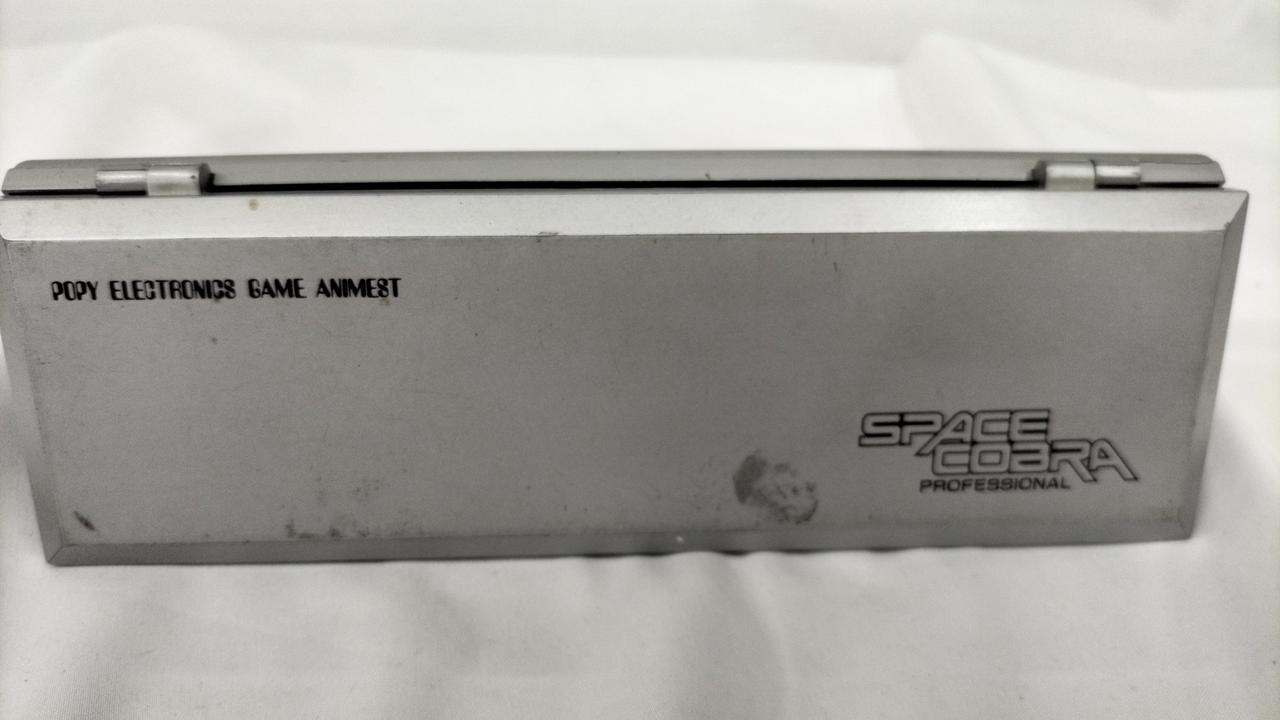 POPY ELECTRONICS GAME ANIMEST
SPACE
COBRA
PROFESSIONAL